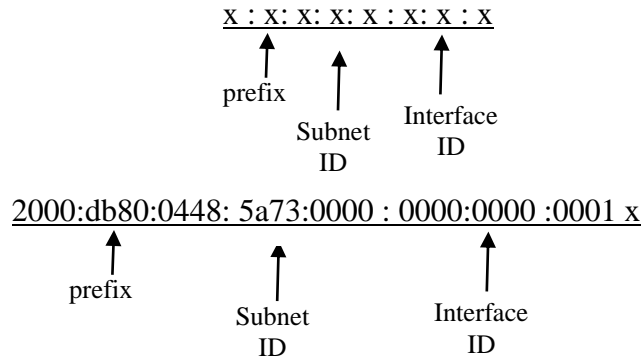 x : x: x: x: x : x: x : x
prefix
Subnet
ID
Interface
ID
2000:db80:0448: 5a73:0000 : 0000:0000 :0001 x
prefix
Subnet
ID
Interface
ID